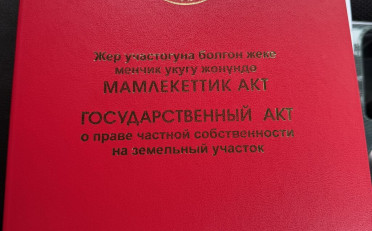 Жер участогуна болгон жеке
менчик укугу жөнүндө
МАМЛЕКЕТТИК АКТ
ГОСУДАРСТВЕННЫЙ АКТ
о праве частной собственности
на земельный участок